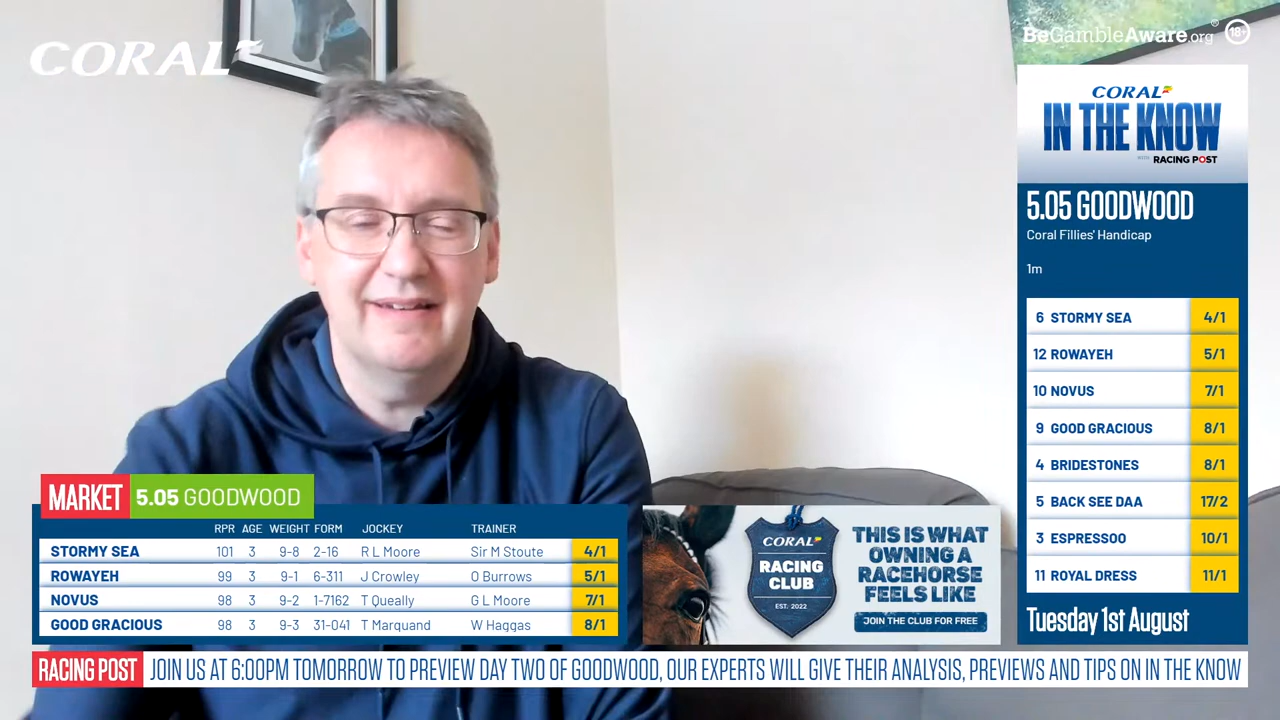 CORAL
BeGambleAware.org®
18+
CORAL
IN THE KNOW
WITH RACING POST
5.05 GOODWOOD
Coral Fillies' Handicap
1m
6 STORMY SEA 4/1
12 ROWAYEH 5/1
10 NOVUS 7/1
9 GOOD GRACIOUS 8/1
4 BRIDESTONES 8/1
5 BACK SEE DAA 17/2
3 ESPRESSOO 10/1
11 ROYAL DRESS 11/1
Tuesday 1st August
MARKET 5.05 GOODWOOD
RPR AGE WEIGHT FORM JOCKEY TRAINER
STORMY SEA 101 3 9-8 2-16 R L Moore Sir M Stoute 4/1
ROWAYEH 99 3 9-1 6-311 J Crowley O Burrows 5/1
NOVUS 98 3 9-2 1-7162 T Queally G L Moore 7/1
GOOD GRACIOUS 98 3 9-3 31-041 T Marquand W Haggas 8/1
CORAL
RACING
CLUB
EST. 2022
THIS IS WHAT
OWNING A
RACEHORSE
FEELS LIKE
JOIN THE CLUB FOR FREE
RACING POST JOIN US AT 6:00PM TOMORROW TO PREVIEW DAY TWO OF GOODWOOD, OUR EXPERTS WILL GIVE THEIR ANALYSIS, PREVIEWS AND TIPS ON IN THE KNOW